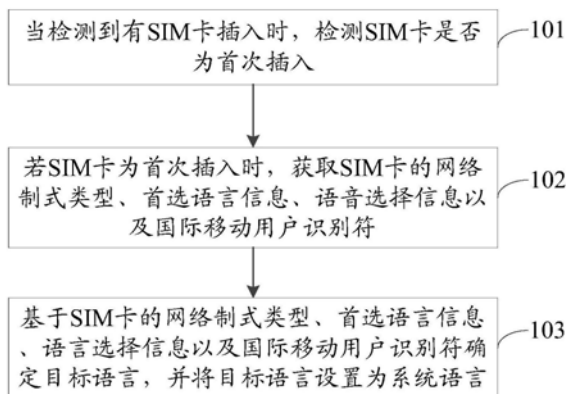 当检测到有SIM卡插入时，检测SIM卡是否
为首次插入
101
若SIM卡为首次插入时，获取SIM卡的网络
制式类型、首选语言信息、语音选择信息以
及国际移动用户识别符
102
基于SIM卡的网络制式类型、首选语言信息
、语言选择信息以及国际移动用户识别符确
定目标语言，并将目标语言设置为系统语言
103